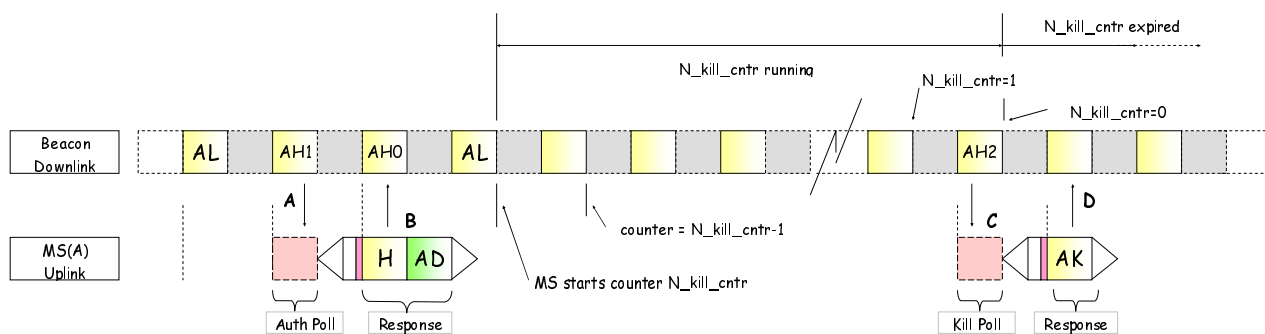 N_kill_cntr expired
N_kill_cntr running
N_kill_cntr=1
N_kill_cntr=0
Beacon
Downlink
AL
AH1
AH0
AL
AH2
A
B
C
D
MS(A)
Uplink
H
AD
AK
counter = N_kill_cntr-1
MS starts counter N_kill_cntr
Auth Poll
Response
Kill Poll
Response